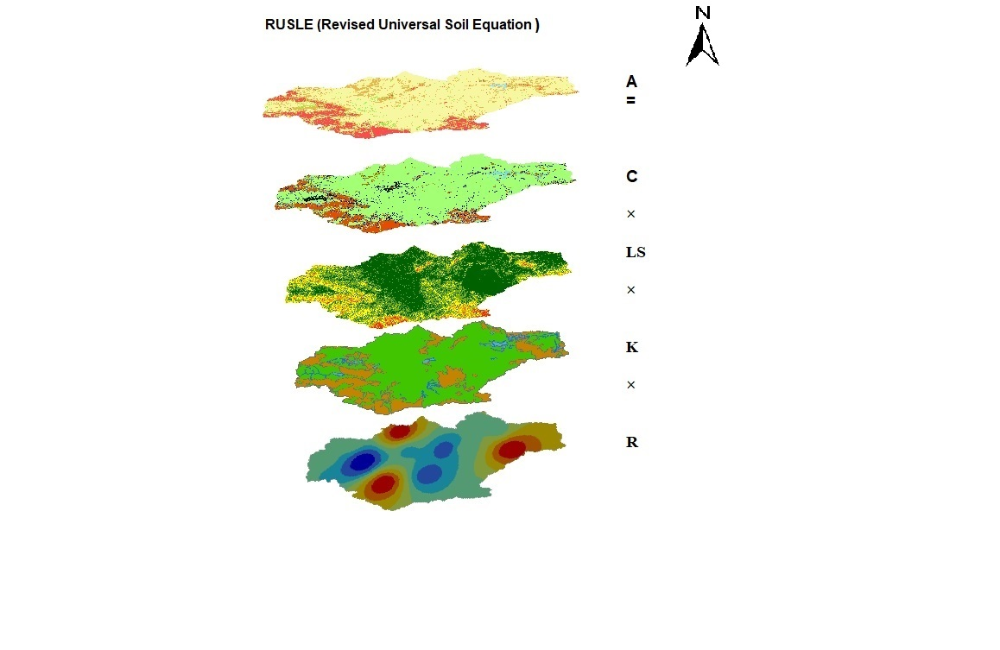 N
RUSLE (Revised Universal Soil Equation )
A
=
C
×
LS
×
K
×
R